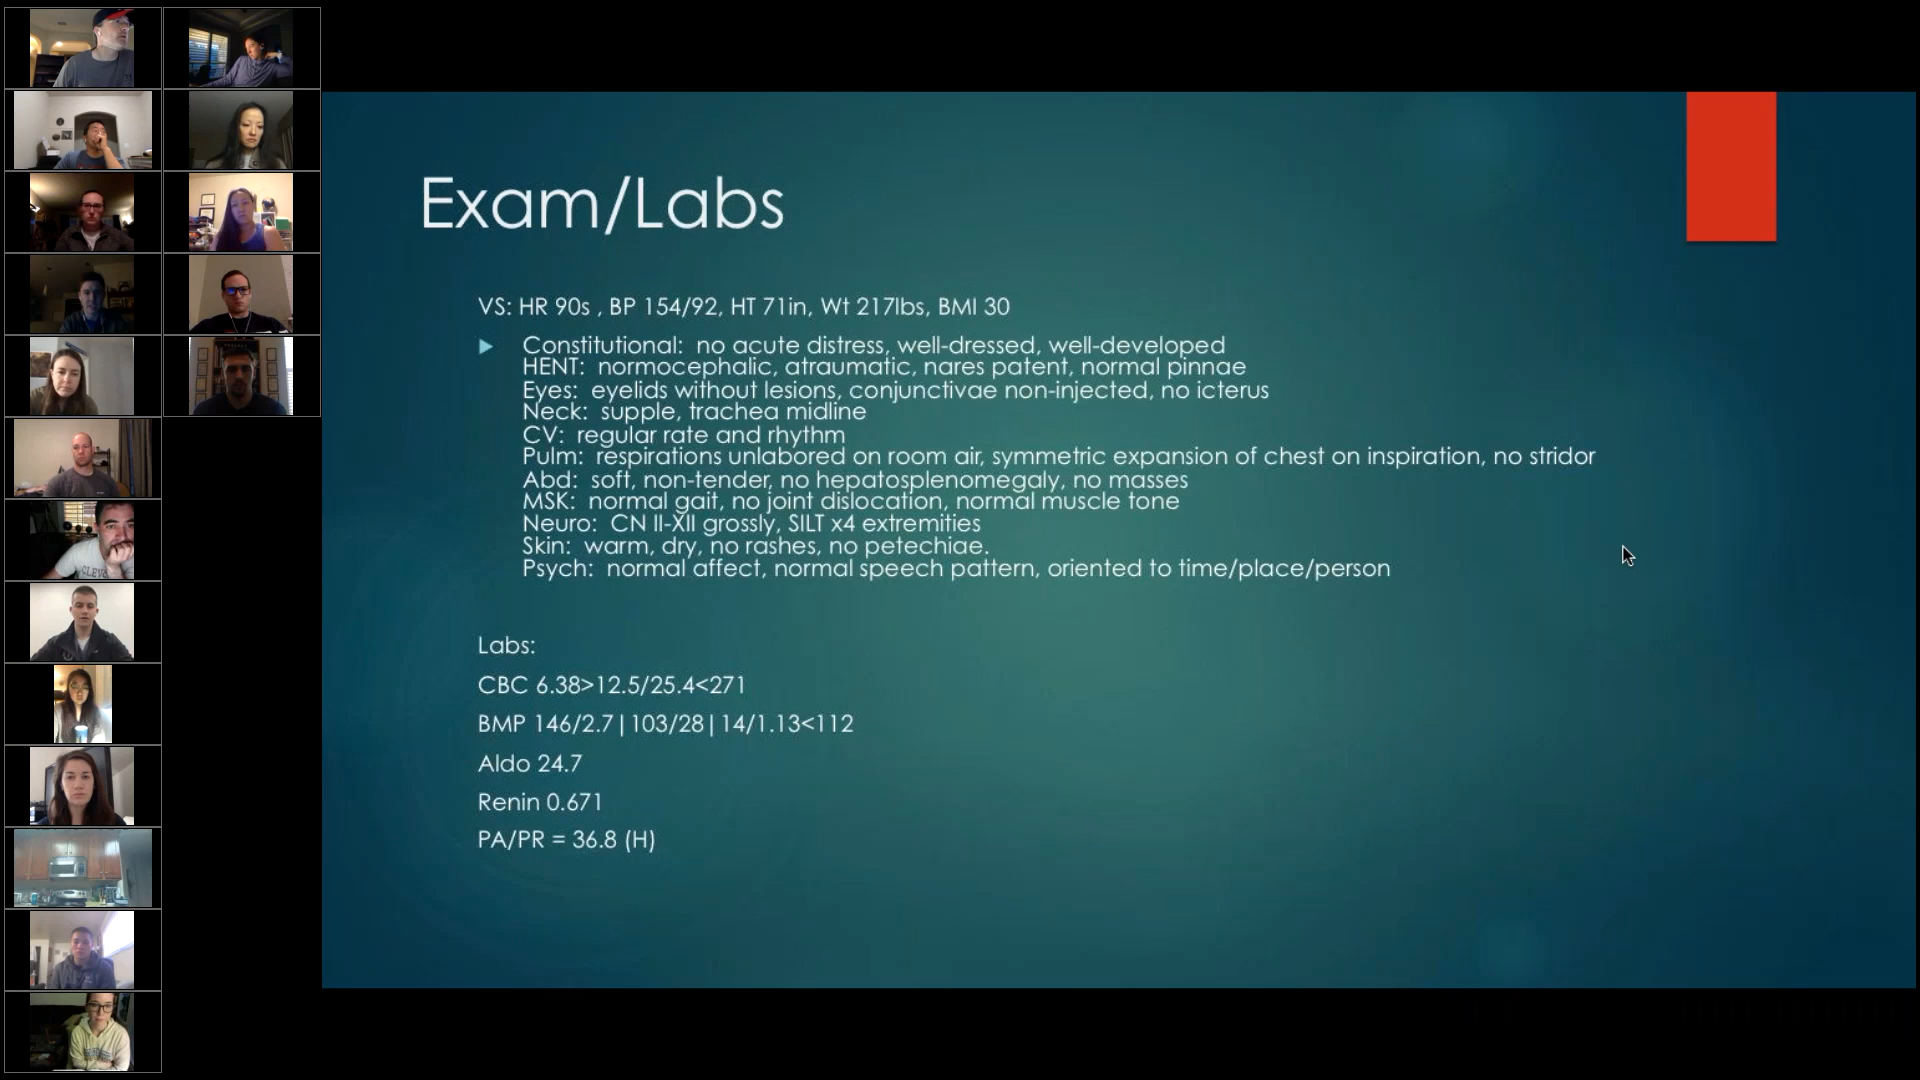 Exam/Labs
VS: HR 90s , BP 154/92, HT 71in, Wt 217lbs, BMI 30
Constitutional: no acute distress, well-dressed, well-developed
HENT: normocephalic, atraumatic, nares patent, normal pinnae
Eyes: eyelids without lesions, conjunctivae non-injected, no icterus
Neck: supple, trachea midline
CV: regular rate and rhythm
Pulm: respirations unlabored on room air, symmetric expansion of chest on inspiration, no stridor
Abd: soft, non-tender, no hepatosplenomegaly, no masses
MSK: normal gait, no joint dislocation, normal muscle tone
Neuro: CN II-XII grossly, SILT x4 extremities
Skin: warm, dry, no rashes, no petechiae.
Psych: normal affect, normal speech pattern, oriented to time/place/person
Labs:
CBC 6.38>12.5/25.4<271
BMP 146/2.7|103/28|14/1.13<112
Aldo 24.7
Renin 0.671
PA/PR = 36.8 (H)